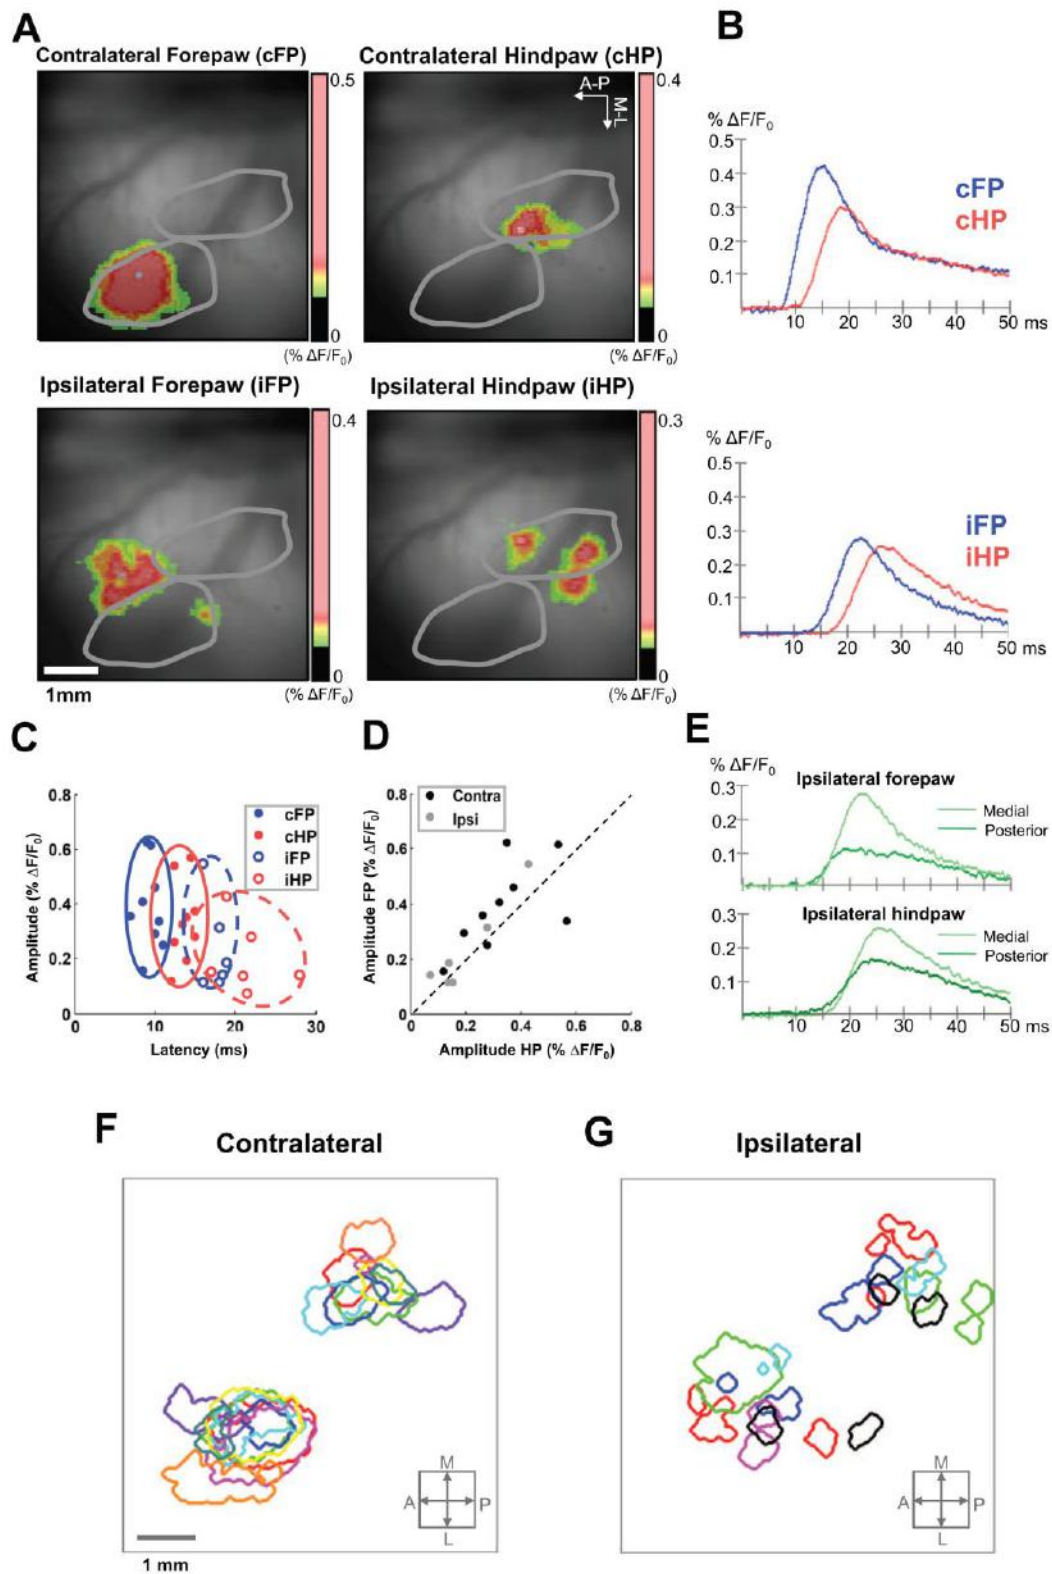 A
Contralateral Forepaw (cFP)
0.5
0
(% ΔF/F₀)
Contralateral Hindpaw (cHP)
A-P
M-L
0.4
0
(% ΔF/F₀)
Ipsilateral Forepaw (iFP)
0.4
0
(% ΔF/F₀)
1mm
Ipsilateral Hindpaw (iHP)
0.3
0
(% ΔF/F₀)
B
% ΔF/F₀
0.5
0.4
0.3
0.2
0.1
cFP
cHP
10 20 30 40 50 ms
% ΔF/F₀
0.5
0.4
0.3
0.2
0.1
iFP
iHP
10 20 30 40 50 ms
C
Amplitude (% ΔF/F₀)
0.8
0.6
0.4
0.2
0
cFP
cHP
iFP
iHP
0 10 20 30
Latency (ms)
D
Amplitude FP (% ΔF/F₀)
0.8
0.6
0.4
0.2
0
Contra
Ipsi
0 0.2 0.4 0.6 0.8
Amplitude HP (% ΔF/F₀)
E
% ΔF/F₀
Ipsilateral forepaw
0.3
0.2
0.1
Medial
Posterior
Ipsilateral hindpaw
0.3
0.2
0.1
Medial
Posterior
10 20 30 40 50 ms
F
Contralateral
M
A P
L
1 mm
G
Ipsilateral
M
A P
L